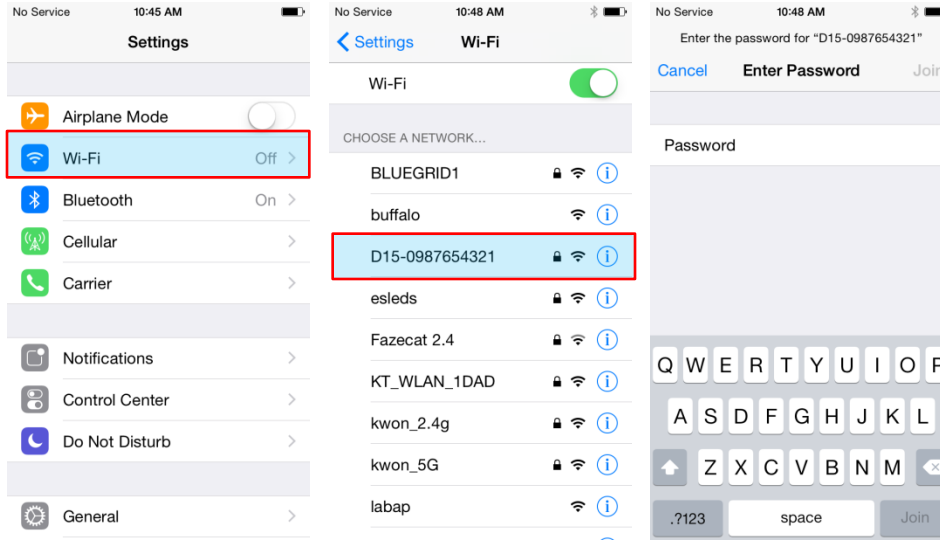 No Service 10:45 AM
Settings
Airplane Mode
Wi-Fi Off
Bluetooth On
Cellular
Carrier
Notifications
Control Center
Do Not Disturb
General
No Service 10:48 AM
Settings Wi-Fi
Wi-Fi
CHOOSE A NETWORK...
BLUEGRID1
buffalo
D15-0987654321
esleds
Fazecat 2.4
KT_WLAN_1DAD
kwon_2.4g
kwon_5G
labap
No Service 10:48 AM
Enter the password for “D15-0987654321”
Cancel Enter Password Join
Password
Q W E R T Y U I O P
A S D F G H J K L
Z X C V B N M
.?123 space Join